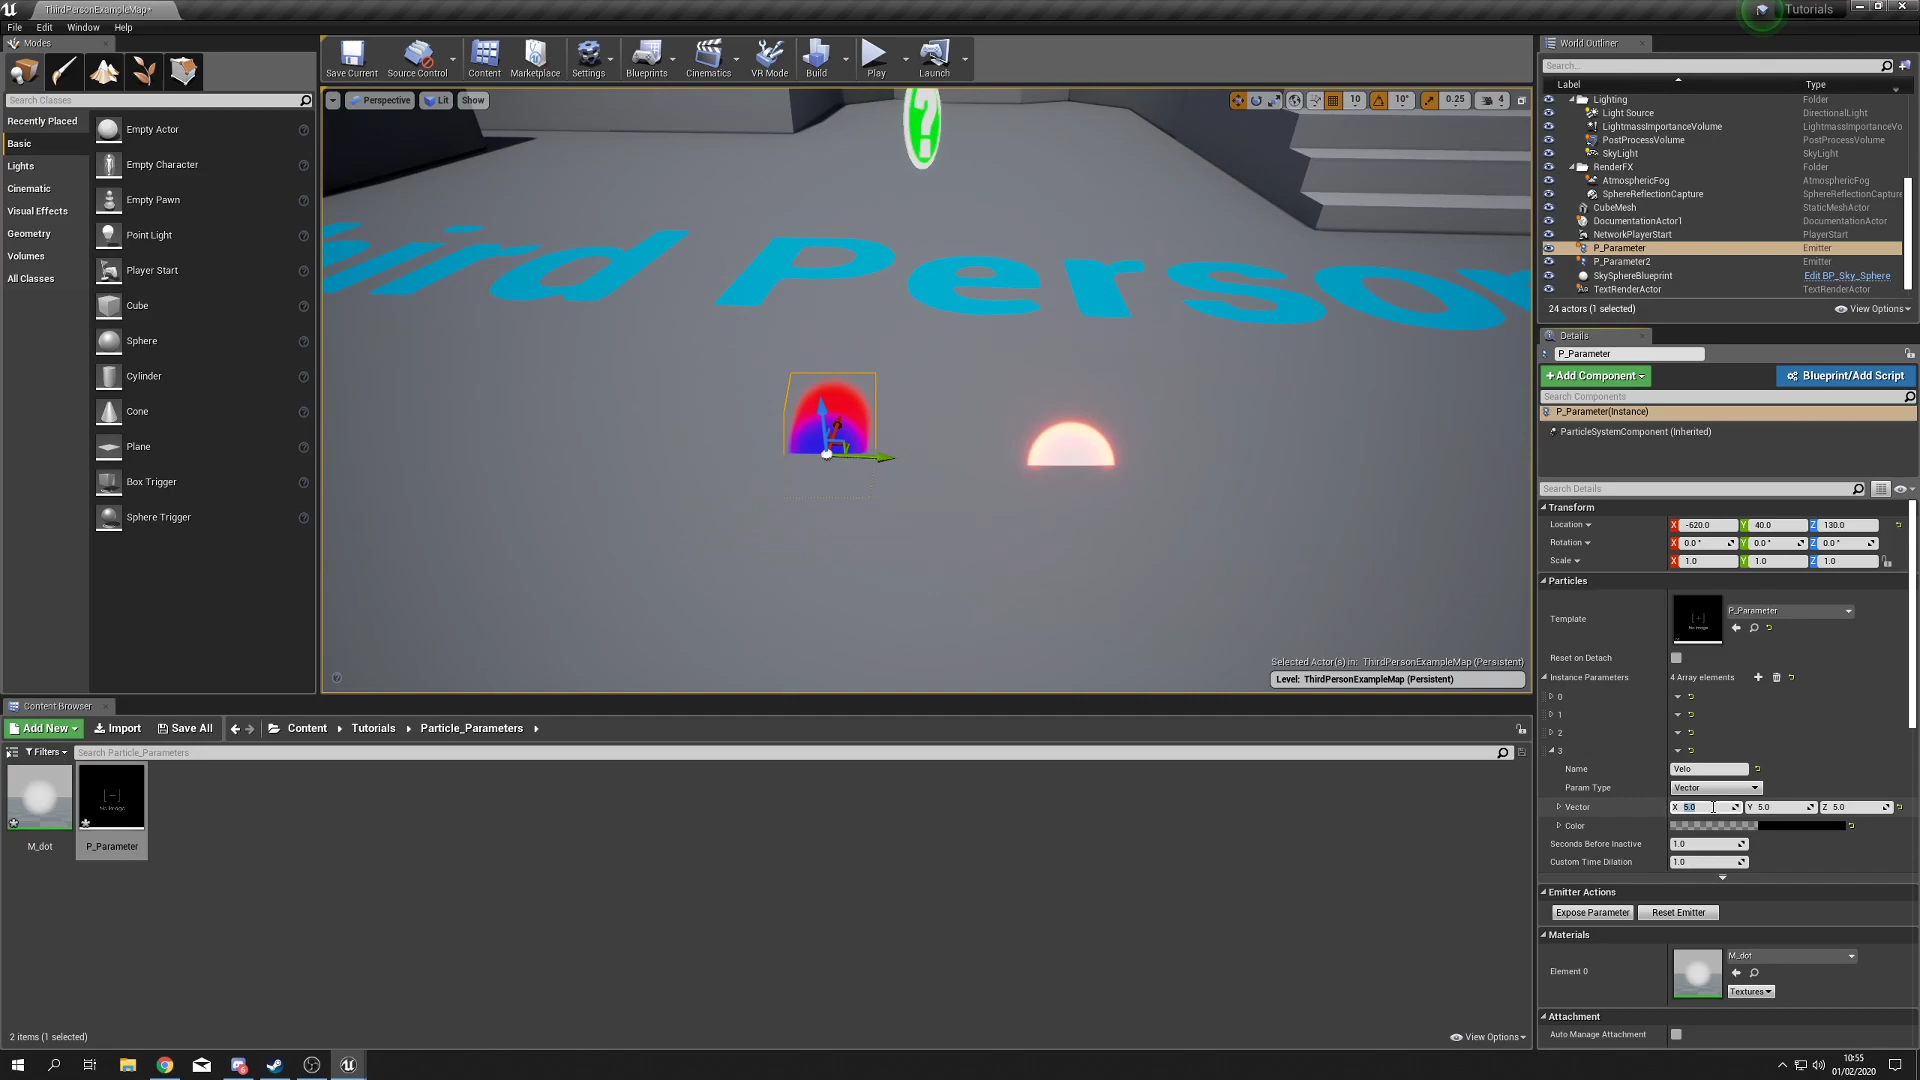 ThirdPersonExampleMap*
Tutorials
File Edit Window Help
Modes
Search Classes
Recently Placed
Basic
Lights
Cinematic
Visual Effects
Geometry
Volumes
All Classes
Empty Actor
Empty Character
Empty Pawn
Point Light
Player Start
Cube
Sphere
Cylinder
Cone
Plane
Box Trigger
Sphere Trigger
Save Current
Source Control
Content
Marketplace
Settings
Blueprints
Cinematics
VR Mode
Build
Play
Launch
Perspective Lit Show
10 10° 0.25 4
?
hird Perso
Selected Actor(s) in: ThirdPersonExampleMap (Persistent)
Level: ThirdPersonExampleMap (Persistent)
World Outliner
Search...
Label Type
Lighting Folder
Light Source DirectionalLight
LightmassImportanceVolume LightmassImportanceVo
PostProcessVolume PostProcessVolume
SkyLight SkyLight
RenderFX Folder
AtmosphericFog AtmosphericFog
SphereReflectionCapture SphereReflectionCapture
CubeMesh StaticMeshActor
DocumentationActor1 DocumentationActor
NetworkPlayerStart PlayerStart
P_Parameter Emitter
P_Parameter2 Emitter
SkySphereBlueprint Edit BP_Sky_Sphere
TextRenderActor TextRenderActor
24 actors (1 selected) View Options
Details
P_Parameter
+Add Component Blueprint/Add Script
Search Components
P_Parameter(Instance)
ParticleSystemComponent (Inherited)
Search Details
Transform
Location X -620.0 Y 40.0 Z 130.0
Rotation X 0.0 ° Y 0.0 ° Z 0.0 °
Scale X 1.0 Y 1.0 Z 1.0
Particles
Template No Image P_Parameter
Reset on Detach
Instance Parameters 4 Array elements
0
1
2
3
Name Velo
Param Type Vector
Vector X 5.0 Y 5.0 Z 5.0
Color
Seconds Before Inactive 1.0
Custom Time Dilation 1.0
Emitter Actions
Expose Parameter Reset Emitter
Materials
Element 0 M_dot
Textures
Attachment
Auto Manage Attachment
Content Browser
Add New Import Save All Content Tutorials Particle_Parameters
Filters Search Particle_Parameters
No Image
M_dot P_Parameter
2 items (1 selected) View Options
10:55
01/02/2020